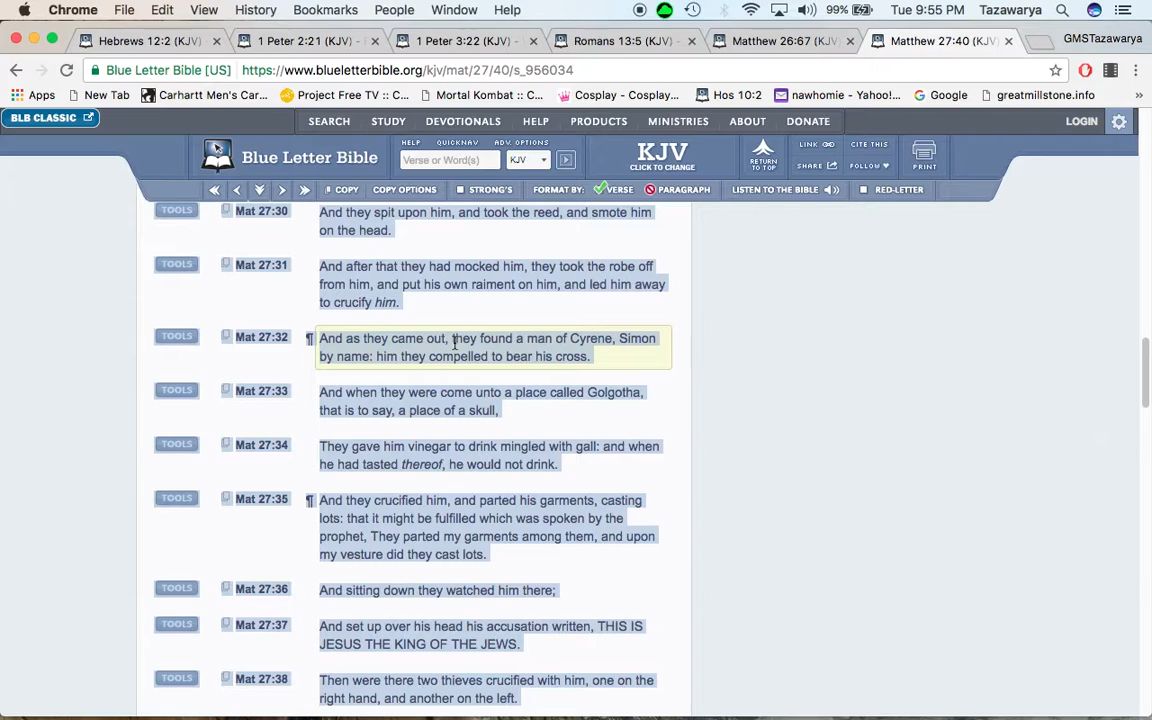 Chrome File Edit View History Bookmarks People Window Help 99% Tue 9:55 PM Tazawarya
Hebrews 12:2 (KJV) 1 Peter 2:21 (KJV) - 1 Peter 3:22 (KJV) - Romans 13:5 (KJV) Matthew 26:67 (KJV) Matthew 27:40 (KJV) GMSTazawarya
Blue Letter Bible [US] https://www.blueletterbible.org/kjv/mat/27/40/s_956034
Apps New Tab Carhartt Men's Car... Project Free TV :: C... Mortal Kombat :: C... Cosplay - Cosplay... Hos 10:2 nawhomie - Yahoo!... Google greatmillstone.info »
BLB CLASSIC SEARCH STUDY DEVOTIONALS HELP PRODUCTS MINISTRIES ABOUT DONATE LOGIN
HELP QUICKNAV ADV. OPTIONS
Blue Letter Bible Verse or Word(s) KJV KJV CLICK TO CHANGE RETURN TO TOP LINK CITE THIS SHARE FOLLOW PRINT
COPY COPY OPTIONS STRONG'S FORMAT BY: VERSE PARAGRAPH LISTEN TO THE BIBLE RED-LETTER
TOOLS Mat 27:30 And they spit upon him, and took the reed, and smote him
on the head.
TOOLS Mat 27:31 And after that they had mocked him, they took the robe off
from him, and put his own raiment on him, and led him away
to crucify him.
TOOLS Mat 27:32 ¶ And as they came out, they found a man of Cyrene, Simon
by name: him they compelled to bear his cross.
TOOLS Mat 27:33 And when they were come unto a place called Golgotha,
that is to say, a place of a skull,
TOOLS Mat 27:34 They gave him vinegar to drink mingled with gall: and when
he had tasted thereof, he would not drink.
TOOLS Mat 27:35 ¶ And they crucified him, and parted his garments, casting
lots: that it might be fulfilled which was spoken by the
prophet, They parted my garments among them, and upon
my vesture did they cast lots.
TOOLS Mat 27:36 And sitting down they watched him there;
TOOLS Mat 27:37 And set up over his head his accusation written, THIS IS
JESUS THE KING OF THE JEWS.
TOOLS Mat 27:38 Then were there two thieves crucified with him, one on the
right hand, and another on the left.